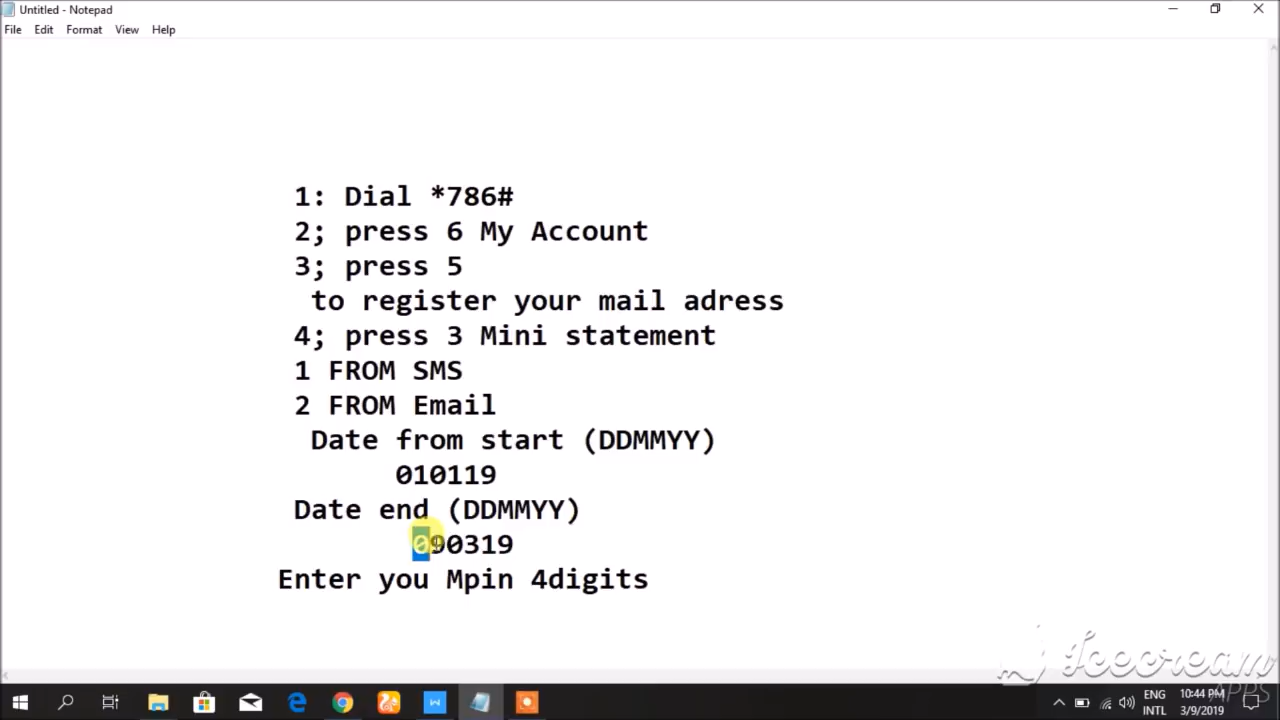 Untitled - Notepad
File Edit Format View Help
1: Dial *786#
2; press 6 My Account
3; press 5
to register your mail adress
4; press 3 Mini statement
1 FROM SMS
2 FROM Email
Date from start (DDMMYY)
010119
Date end (DDMMYY)
090319
Enter you Mpin 4digits
Icecream
APPS
ENG
INTL
10:44 PM
3/9/2019